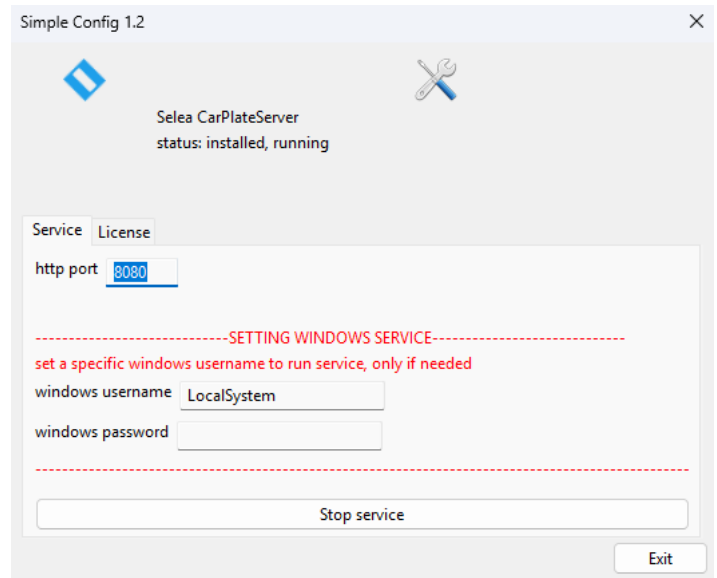 Simple Config 1.2
Selea CarPlateServer
status: installed, running
Service License
http port 8080
---------------------------SETTING WINDOWS SERVICE---------------------------
set a specific windows username to run service, only if needed
windows username LocalSystem
windows password
--------------------------------------------------------------------------------------------
Stop service
Exit